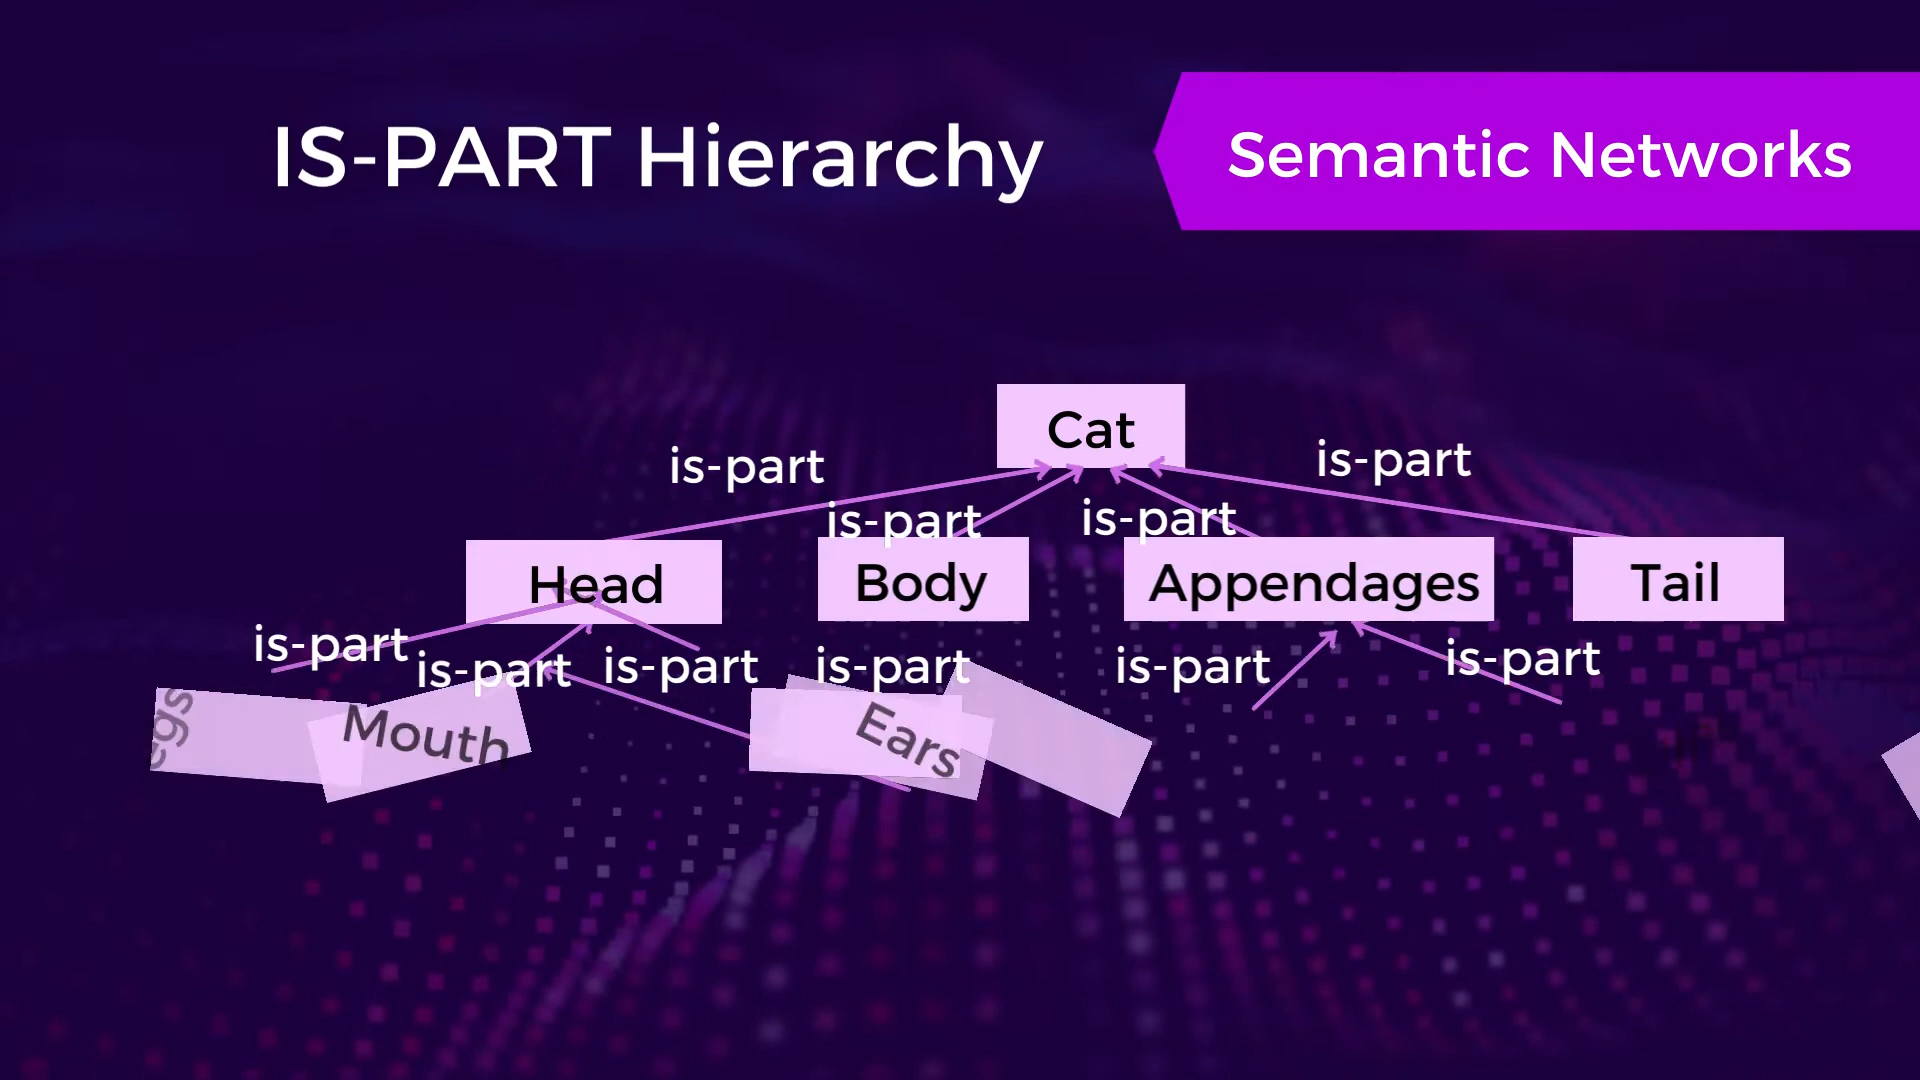 IS-PART Hierarchy
Semantic Networks
Cat
is-part
is-part
is-part
is-part
Head
Body
Appendages
Tail
is-part
is-part
is-part
is-part
is-part
is-part
Mouth
Ears